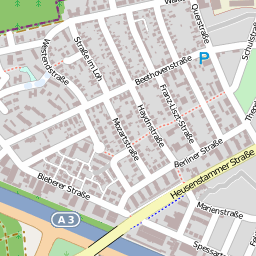 Querstraße
Schulstraße
Westendstraße
Straße im Loh
Beethovenstraße
P
Franz-Liszt-Straße
Haydnstraße
Mozartstraße
Berliner Straße
Heusenstammer Straße
Bieberer Straße
A 3
Marienstraße